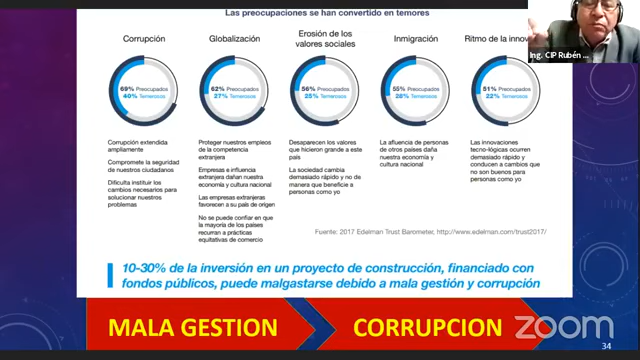 Las preocupaciones se han convertido en temores
Corrupción
69% Preocupados
40% Temerosos
Corrupción extendida
ampliamente
Compromete la seguridad
de nuestros ciudadanos
Dificulta instituir los
cambios necesarios para
solucionar nuestros
problemas
Globalización
62% Preocupados
27% Temerosos
Proteger nuestros empleos
de la competencia
extranjera
Empresas e influencia
extranjera dañan nuestra
economía y cultura nacional
Las empresas extranjeras
favorecen a su país de origen
No se puede confiar en que
la mayoría de los países
recurran a prácticas
equitativas de comercio
Erosión de los
valores sociales
56% Preocupados
25% Temerosos
Desaparecen los valores
que hicieron grande a este
país
La sociedad cambia
demasiado rápido y no de
manera que beneficie a
personas como yo
Inmigración
55% Preocupados
28% Temerosos
La afluencia de personas
de otros países daña
nuestra economía y
cultura nacional
Ritmo de la innov
51% Preocupados
22% Temerosos
Las innovaciones
tecno-lógicas ocurren
demasiado rápido y
conducen a cambios que
no son buenos para
personas como yo
Ing. CIP Rubén ...
Fuente: 2017 Edelman Trust Barometer, http://www.edelman.com/trust2017/
10-30% de la inversión en un proyecto de construcción, financiado con
fondos públicos, puede malgastarse debido a mala gestión y corrupción
MALA GESTION
CORRUPCION
zoom
34